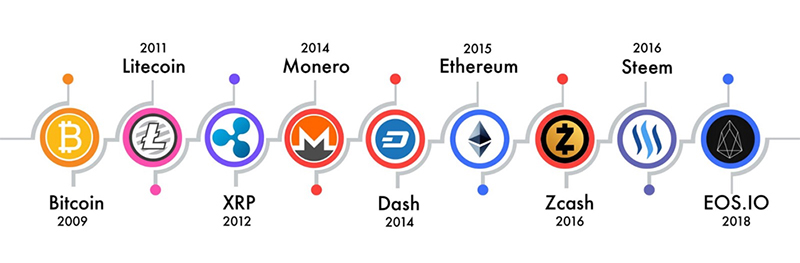 Bitcoin
2009
2011
Litecoin
XRP
2012
2014
Monero
Dash
2014
2015
Ethereum
Zcash
2016
2016
Steem
EOS.IO
2018